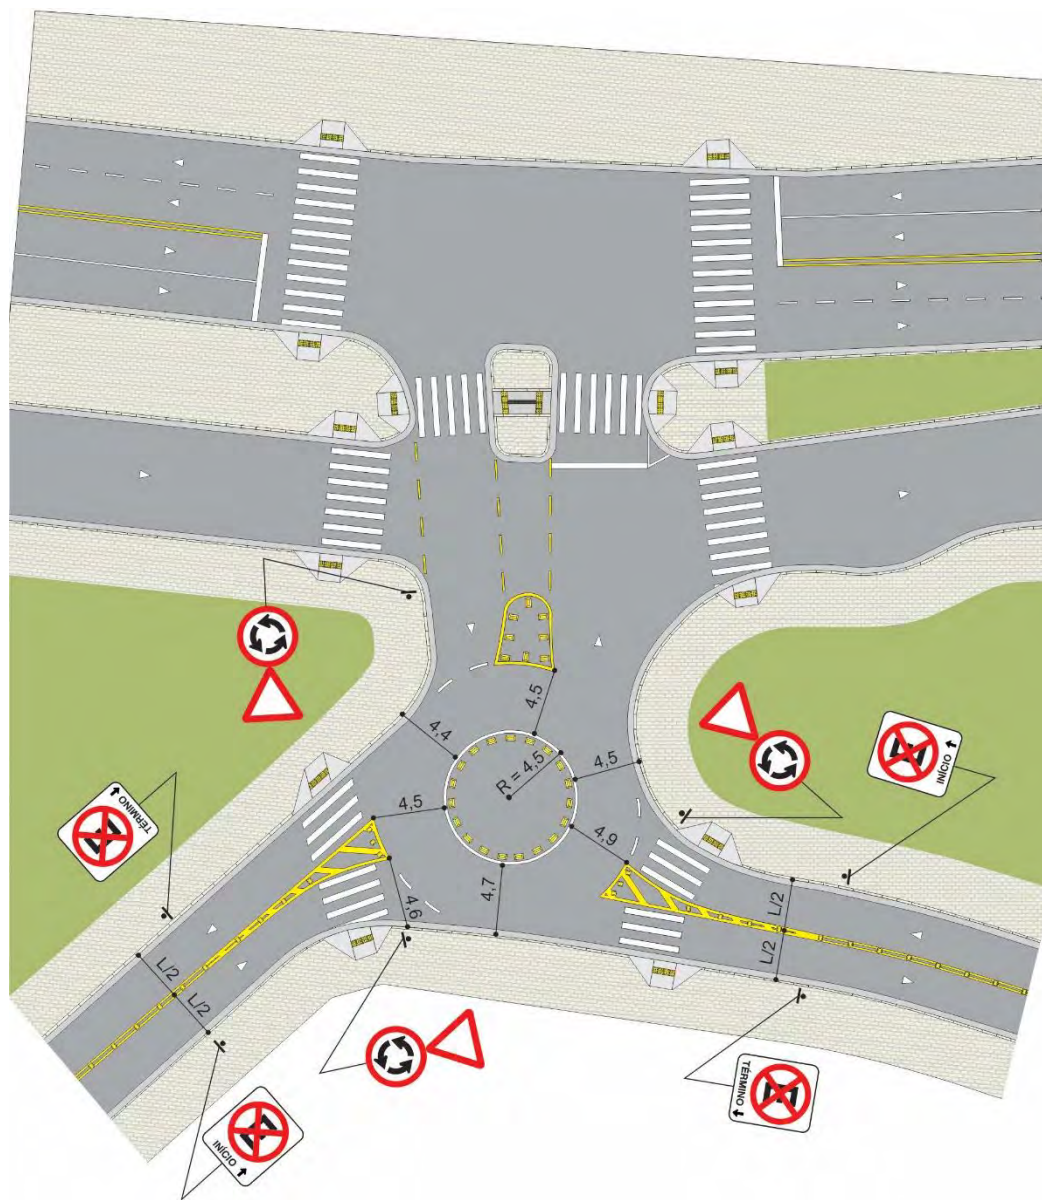 4,5
4,4
R = 4,5
4,5
4,5
INÍCIO
TÉRMINO
4,9
4,7
4,6
L/2
L/2
L/2
L/2
TÉRMINO
INÍCIO